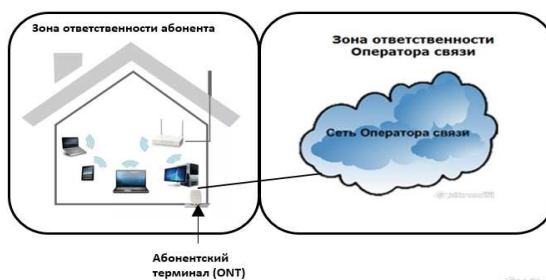 Зона ответственности абонента
Зона ответственности
Оператора связи
Сеть Оператора связи
Абонентский
терминал (ONT)